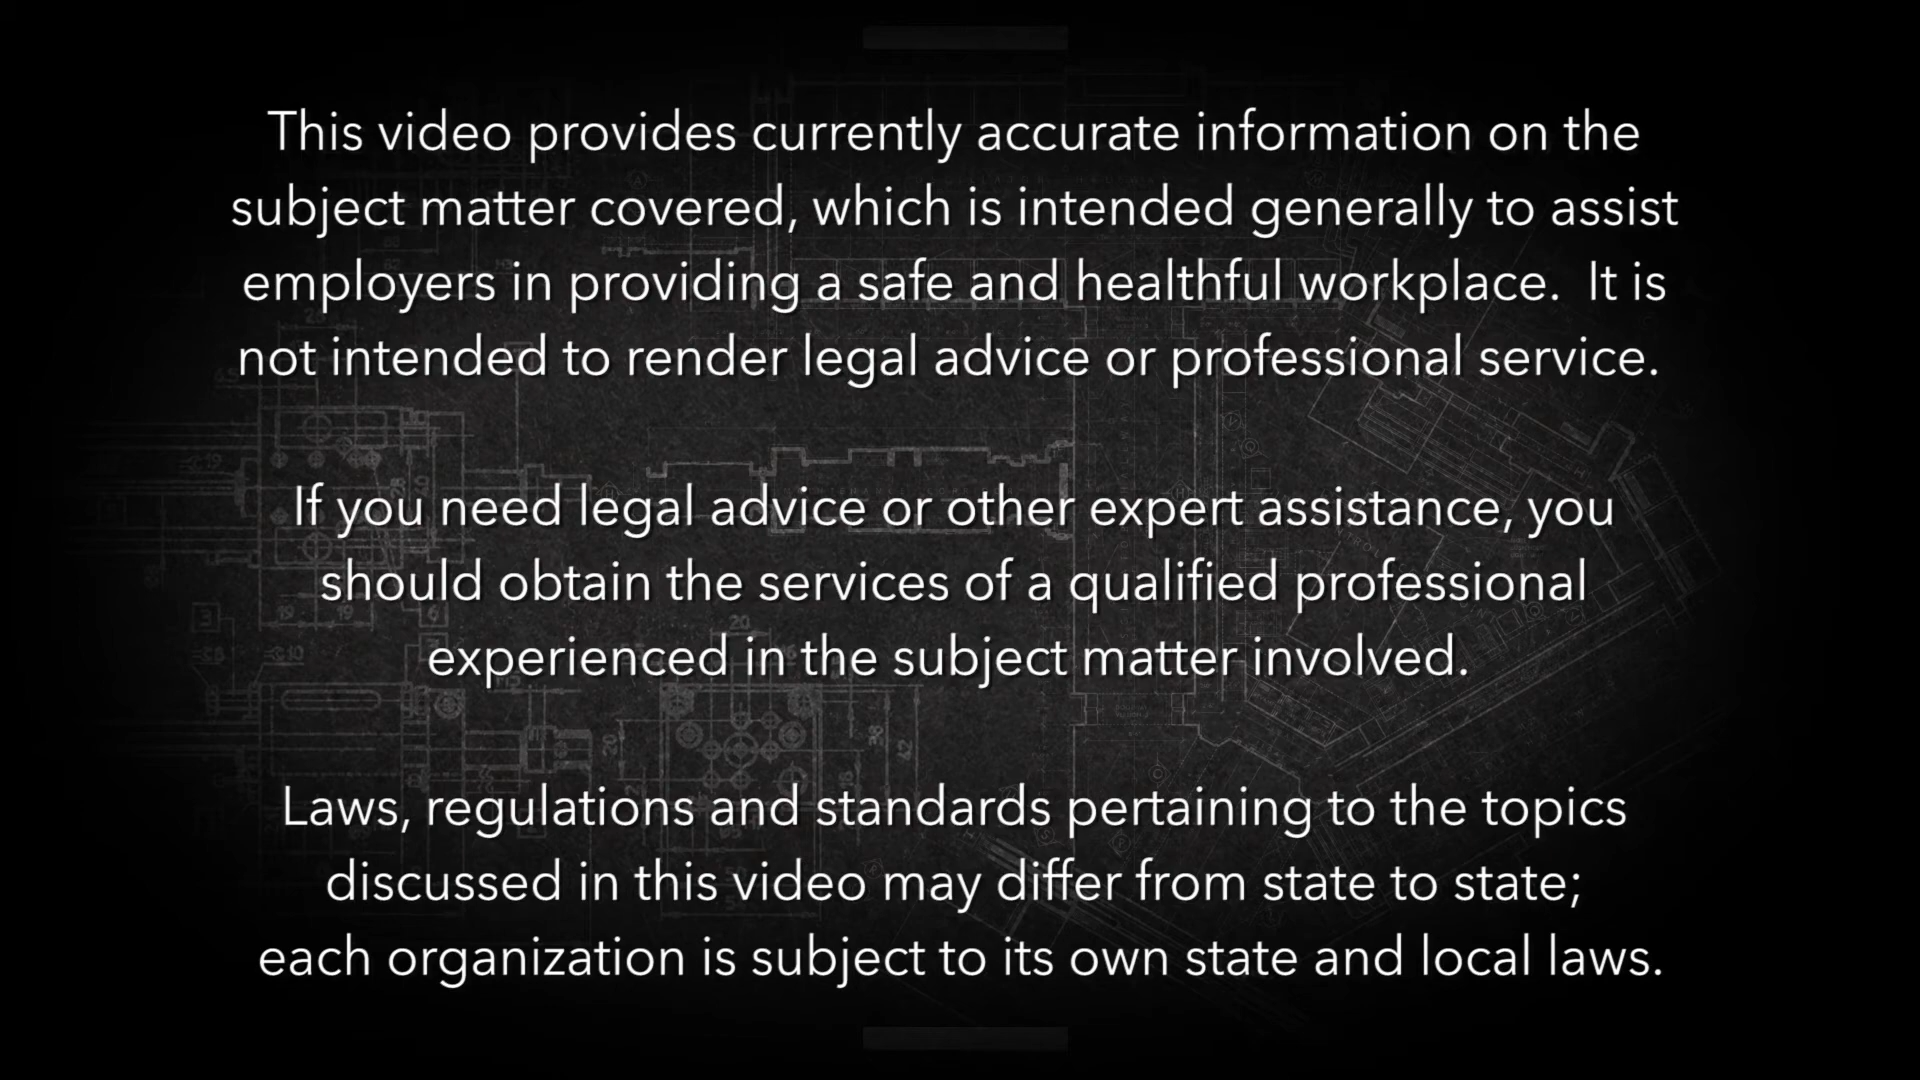 This video provides currently accurate information on the
subject matter covered, which is intended generally to assist
employers in providing a safe and healthful workplace.  It is
not intended to render legal advice or professional service.
If you need legal advice or other expert assistance, you
should obtain the services of a qualified professional
experienced in the subject matter involved.
Laws, regulations and standards pertaining to the topics
discussed in this video may differ from state to state;
each organization is subject to its own state and local laws.